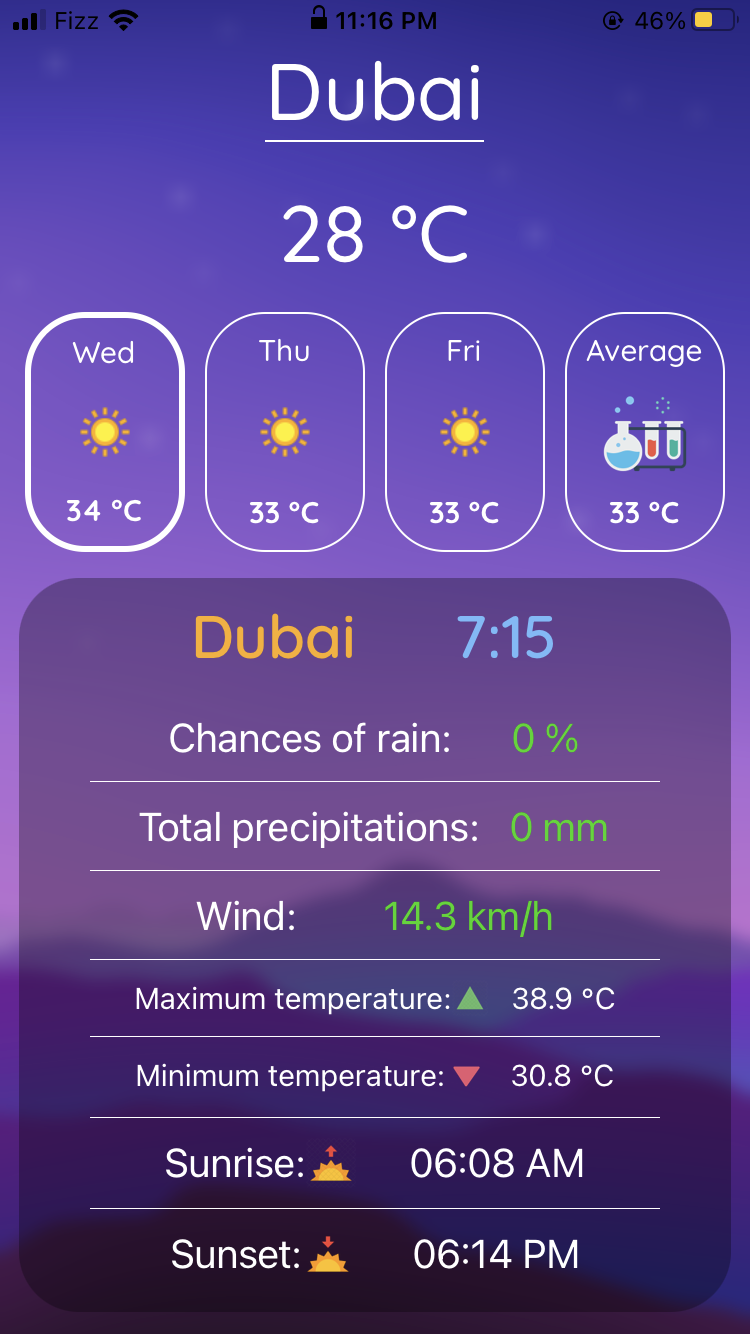 Fizz 11:16 PM 46%
Dubai
28 °C
Wed Thu Fri Average
34 °C 33 °C 33 °C 33 °C
Dubai 7:15
Chances of rain: 0 %
Total precipitations: 0 mm
Wind: 14.3 km/h
Maximum temperature: 38.9 °C
Minimum temperature: 30.8 °C
Sunrise: 06:08 AM
Sunset: 06:14 PM